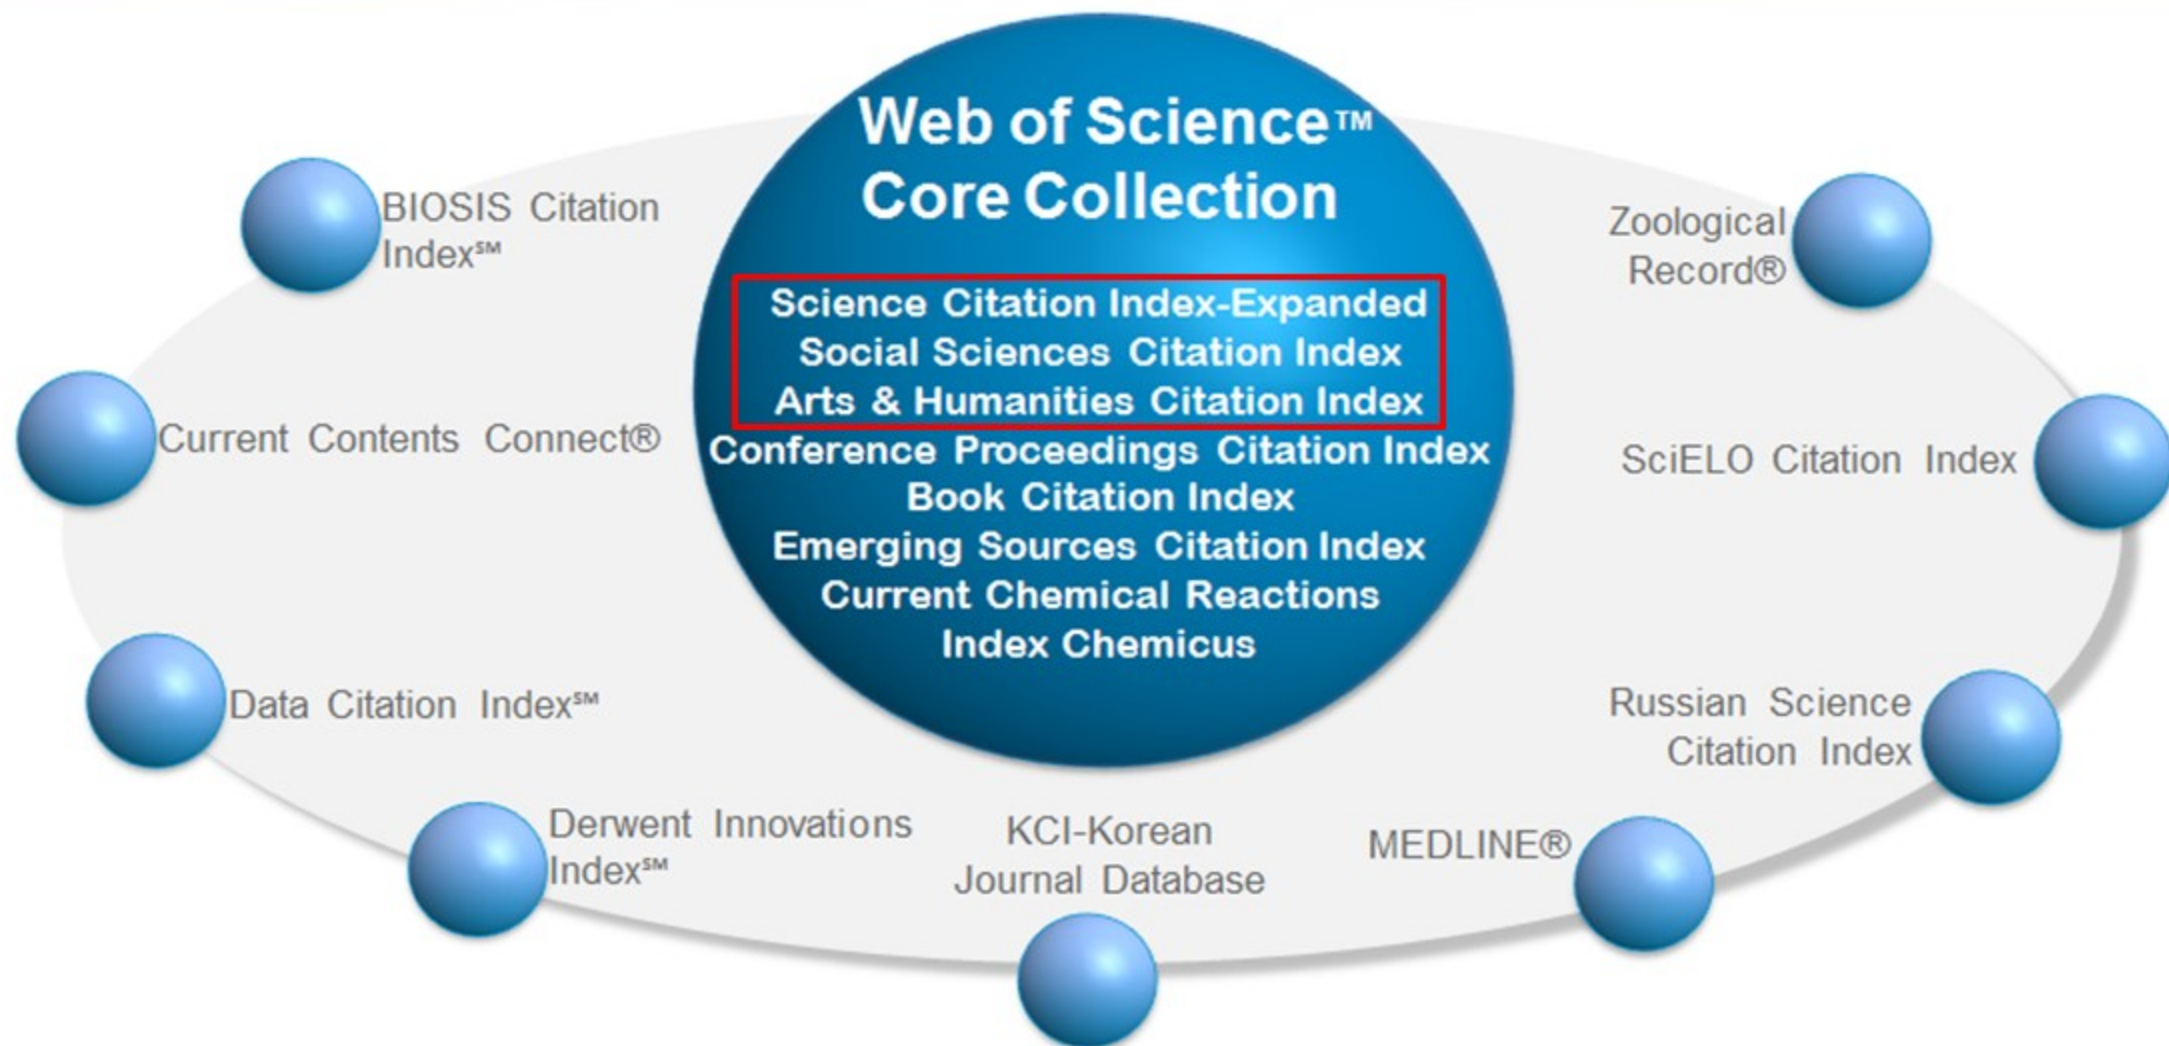 Web of Science™
Core Collection
Science Citation Index-Expanded
Social Sciences Citation Index
Arts & Humanities Citation Index
Conference Proceedings Citation Index
Book Citation Index
Emerging Sources Citation Index
Current Chemical Reactions
Index Chemicus
BIOSIS Citation
Index℠
Current Contents Connect®
Data Citation Index℠
Derwent Innovations
Index℠
KCI-Korean
Journal Database
MEDLINE®
Russian Science
Citation Index
SciELO Citation Index
Zoological
Record®